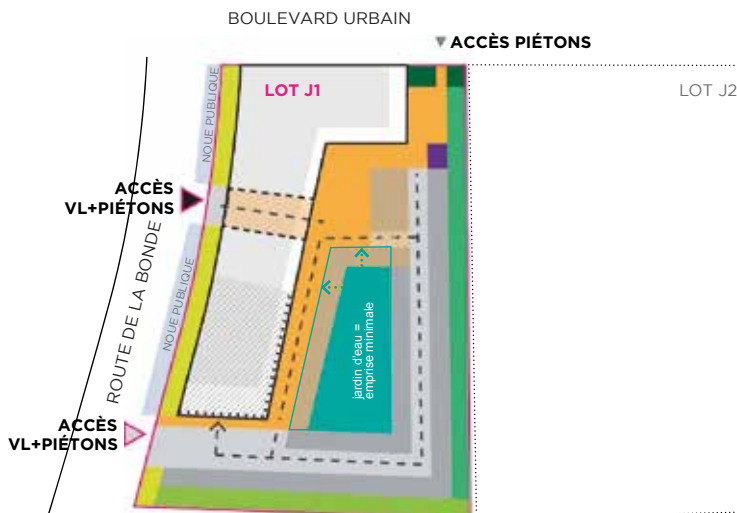 BOULEVARD URBAIN
ACCÈS PIÉTONS
LOT J1
LOT J2
NOUE PUBLIQUE
ACCÈS
VL+PIÉTONS
ROUTE DE LA BONDE
NOUE PUBLIQUE
jardin d'eau =
emprise minimale
ACCÈS
VL+PIÉTONS